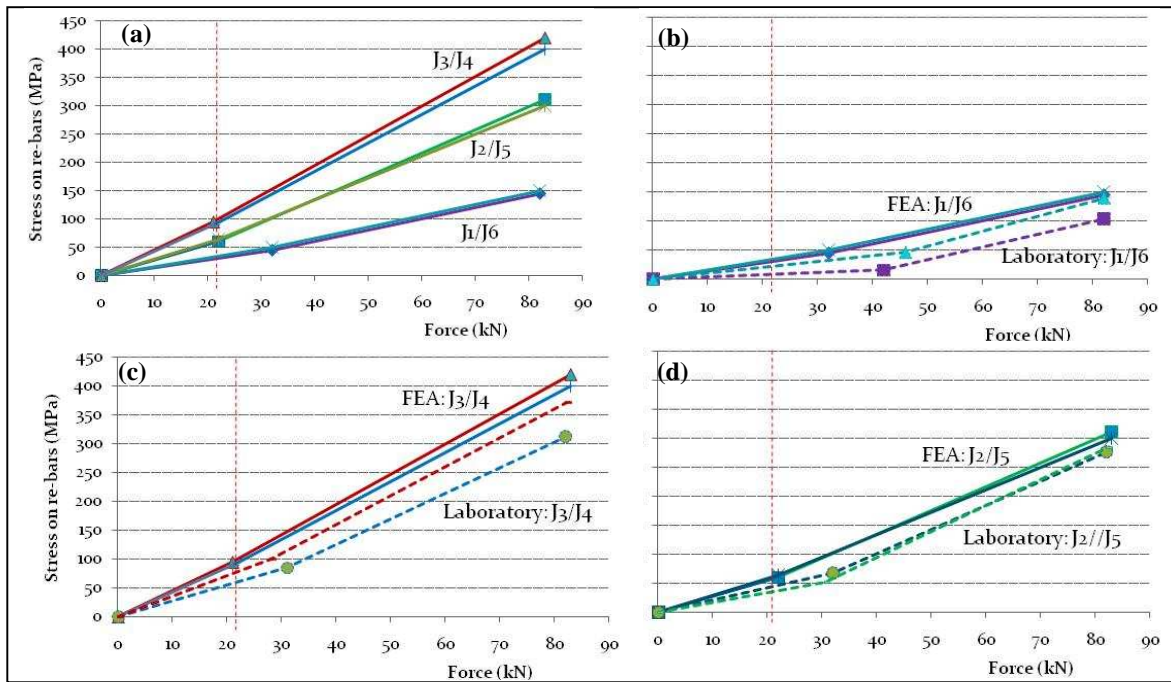 (a)
Stress on re-bars (MPa)
450
400
350
300
250
200
150
100
50
0
J3/J4
J2/J5
J1/J6
0 10 20 30 40 50 60 70 80 90
Force (kN)
(b)
FEA: J1/J6
Laboratory: J1/J6
0 10 20 30 40 50 60 70 80 90
Force (kN)
(c)
Stress on re-bars (MPa)
450
400
350
300
250
200
150
100
50
0
FEA: J3/J4
Laboratory: J3/J4
0 10 20 30 40 50 60 70 80 90
Force (kN)
(d)
FEA: J2/J5
Laboratory: J2//J5
0 10 20 30 40 50 60 70 80 90
Force (kN)